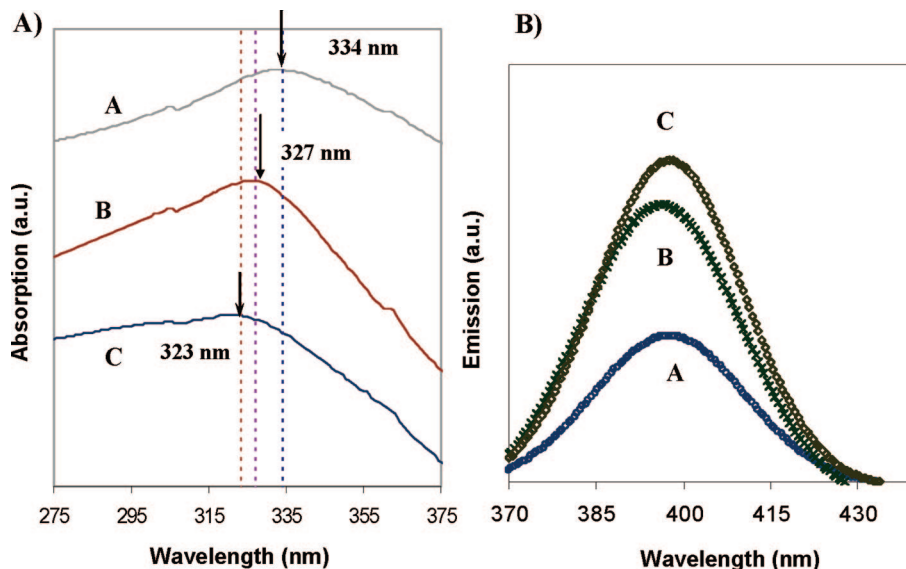 A)
334 nm
A
327 nm
B
C
323 nm
Absorption (a.u.)
275 295 315 335 355 375
Wavelength (nm)
B)
C
B
A
Emission (a.u.)
370 385 400 415 430
Wavelength (nm)